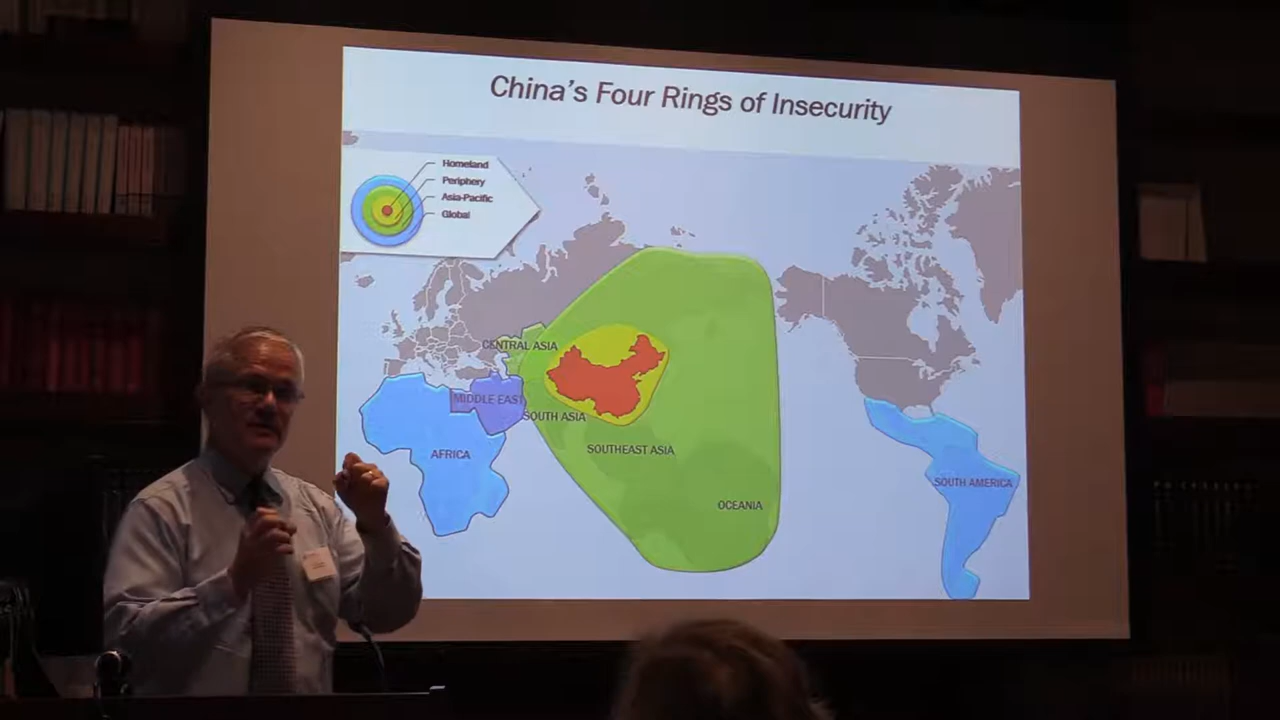 China's Four Rings of Insecurity
Homeland
Periphery
Asia-Pacific
Global
CENTRAL ASIA
MIDDLE EAST
SOUTH ASIA
AFRICA
SOUTHEAST ASIA
SOUTH AMERICA
OCEANIA